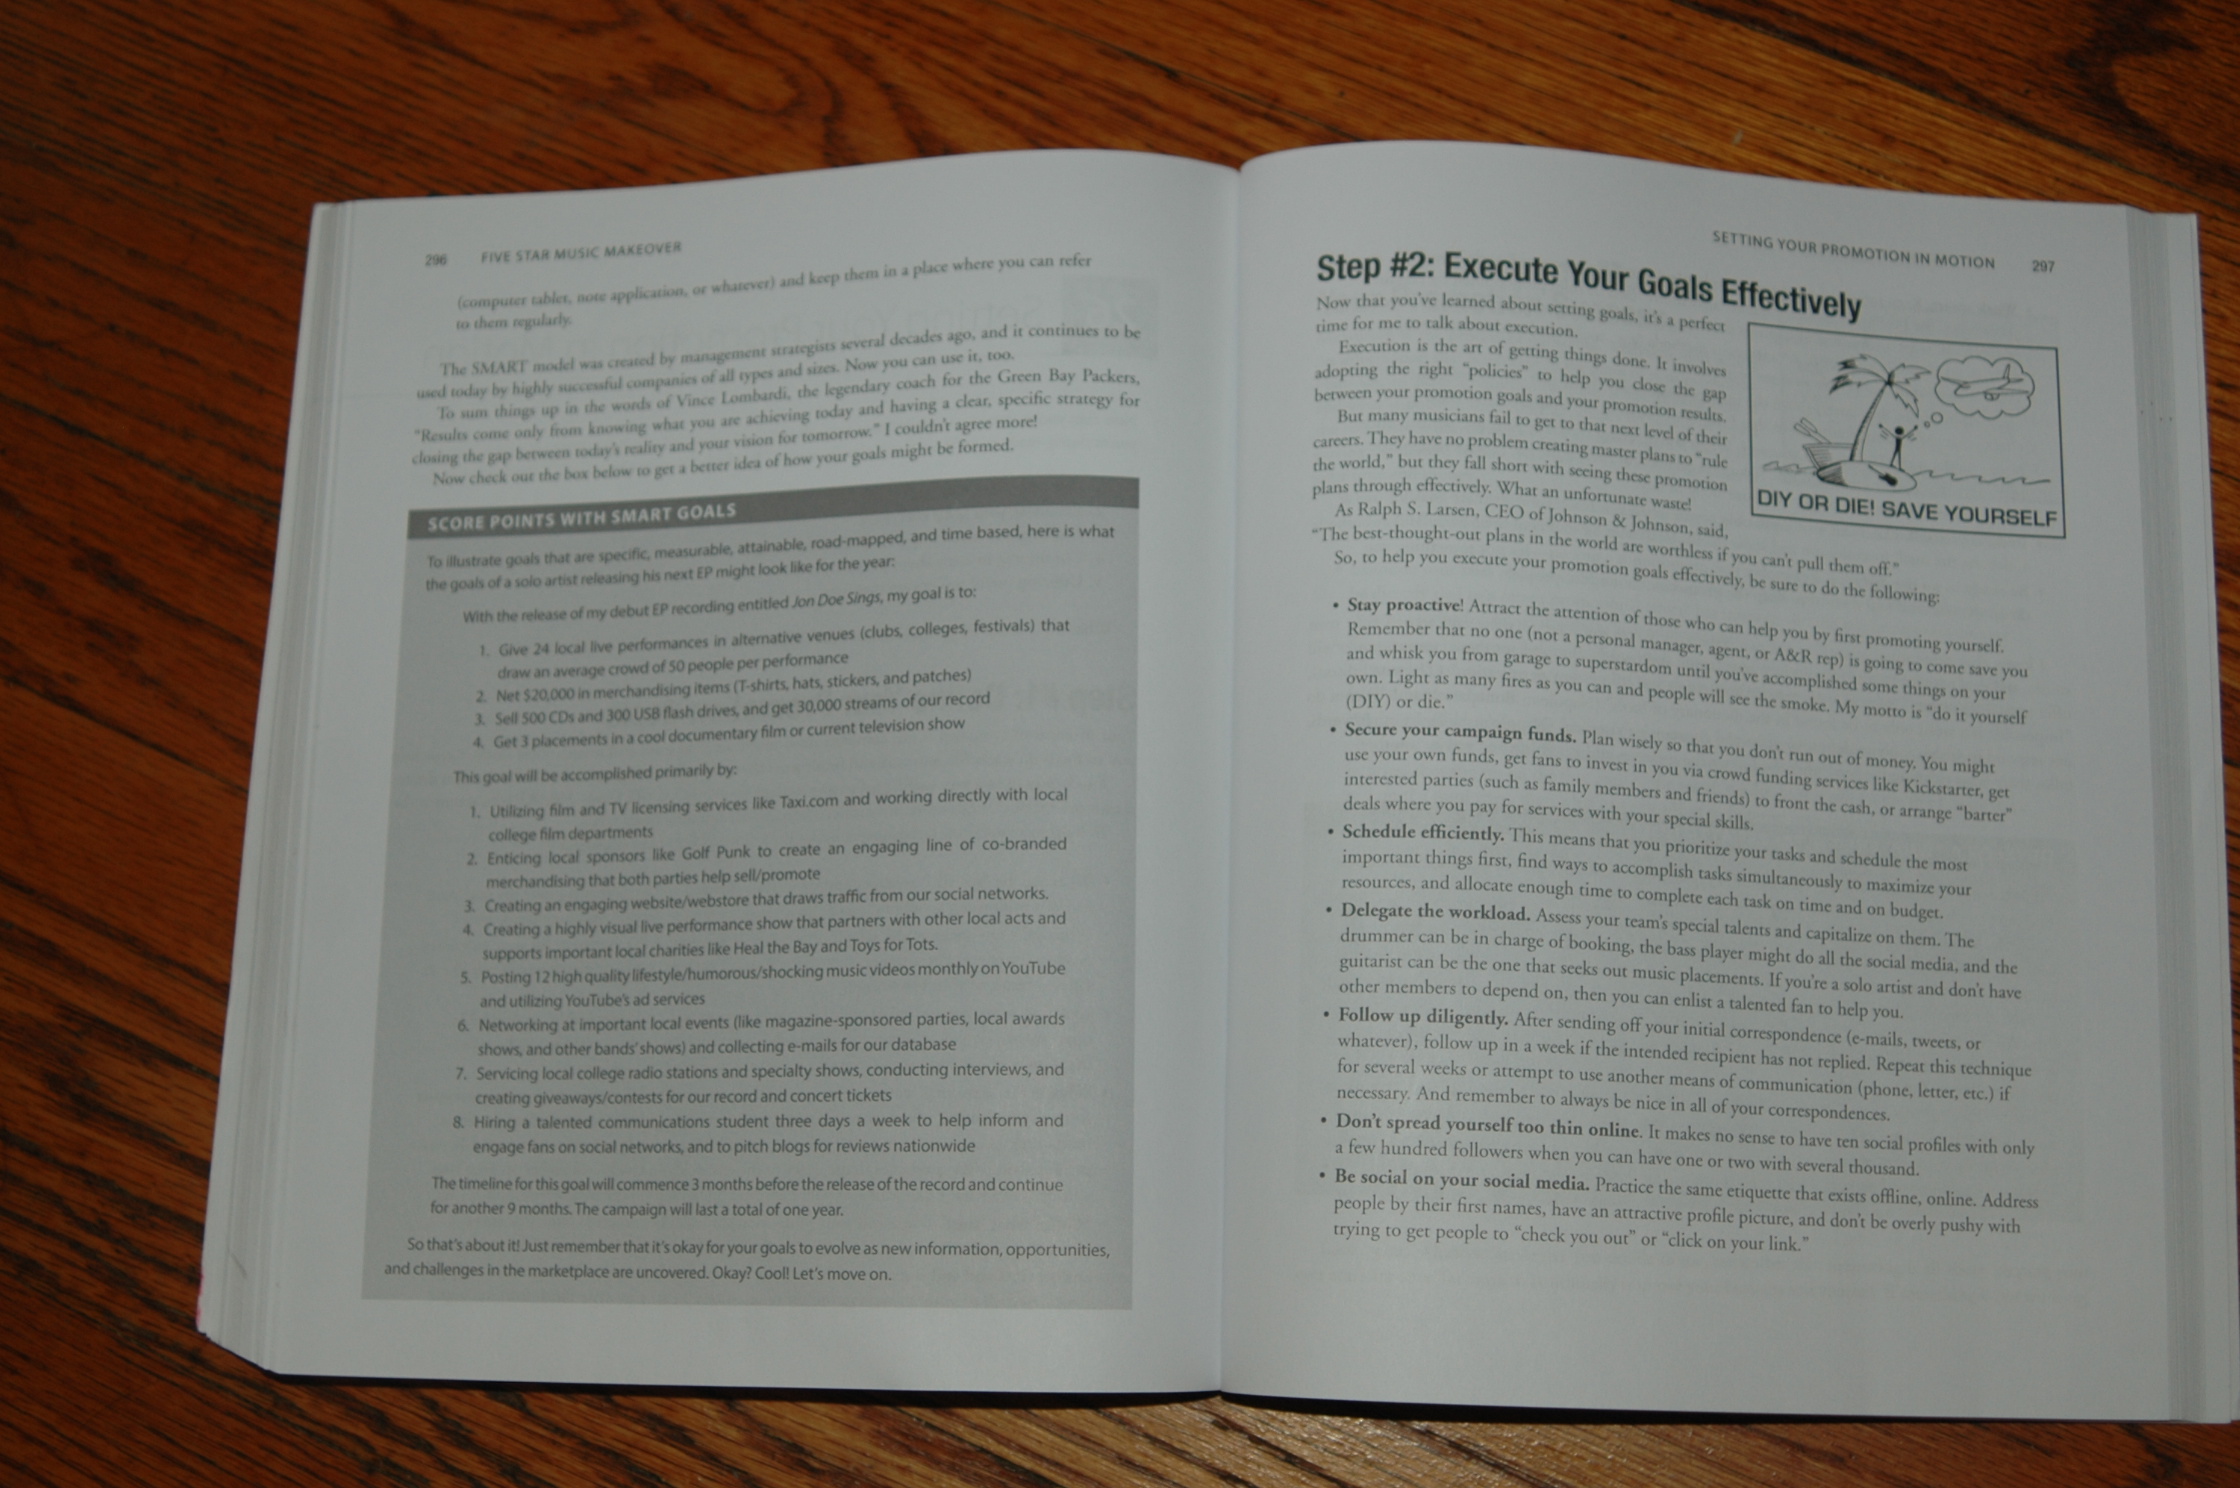 296 FIVE STAR MUSIC MAKEOVER
(computer tablet, note application, or whatever) and keep them in a place where you can refer
to them regularly.
The SMART model was created by management strategists several decades ago, and it continues to be
used today by highly successful companies of all types and sizes. Now you can use it, too.
To sum things up in the words of Vince Lombardi, the legendary coach for the Green Bay Packers,
"Results come only from knowing what you are achieving today and having a clear, specific strategy for
closing the gap between today's reality and your vision for tomorrow." I couldn't agree more!
Now check out the box below to get a better idea of how your goals might be formed.
SCORE POINTS WITH SMART GOALS
To illustrate goals that are specific, measurable, attainable, road-mapped, and time based, here is what
the goals of a solo artist releasing his next EP might look like for the year:
With the release of my debut EP recording entitled Jon Doe Sings, my goal is to:
1. Give 24 local live performances in alternative venues (clubs, colleges, festivals) that
draw an average crowd of 50 people per performance
2. Net $20,000 in merchandising items (T-shirts, hats, stickers, and patches)
3. Sell 500 CDs and 300 USB flash drives, and get 30,000 streams of our record
4. Get 3 placements in a cool documentary film or current television show
This goal will be accomplished primarily by:
1. Utilizing film and TV licensing services like Taxi.com and working directly with local
college film departments
2. Enticing local sponsors like Golf Punk to create an engaging line of co-branded
merchandising that both parties help sell/promote
3. Creating an engaging website/webstore that draws traffic from our social networks.
4. Creating a highly visual live performance show that partners with other local acts and
supports important local charities like Heal the Bay and Toys for Tots.
5. Posting 12 high quality lifestyle/humorous/shocking music videos monthly on YouTube
and utilizing YouTube's ad services
6. Networking at important local events (like magazine-sponsored parties, local awards
shows, and other bands' shows) and collecting e-mails for our database
7. Servicing local college radio stations and specialty shows, conducting interviews, and
creating giveaways/contests for our record and concert tickets
8. Hiring a talented communications student three days a week to help inform and
engage fans on social networks, and to pitch blogs for reviews nationwide
The timeline for this goal will commence 3 months before the release of the record and continue
for another 9 months. The campaign will last a total of one year.
So that's about it! Just remember that it's okay for your goals to evolve as new information, opportunities,
and challenges in the marketplace are uncovered. Okay? Cool! Let's move on.
SETTING YOUR PROMOTION IN MOTION 297
Step #2: Execute Your Goals Effectively
Now that you've learned about setting goals, it's a perfect
time for me to talk about execution.
Execution is the art of getting things done. It involves
adopting the right "policies" to help you close the gap
between your promotion goals and your promotion results.
But many musicians fail to get to that next level of their
careers. They have no problem creating master plans to "rule
the world," but they fall short with seeing these promotion
plans through effectively. What an unfortunate waste!
As Ralph S. Larsen, CEO of Johnson & Johnson, said,
"The best-thought-out plans in the world are worthless if you can't pull them off."
So, to help you execute your promotion goals effectively, be sure to do the following:
DIY OR DIE! SAVE YOURSELF
• Stay proactive! Attract the attention of those who can help you by first promoting yourself.
Remember that no one (not a personal manager, agent, or A&R rep) is going to come save you
and whisk you from garage to superstardom until you've accomplished some things on your
own. Light as many fires as you can and people will see the smoke. My motto is "do it yourself
(DIY) or die."
• Secure your campaign funds. Plan wisely so that you don't run out of money. You might
use your own funds, get fans to invest in you via crowd funding services like Kickstarter, get
interested parties (such as family members and friends) to front the cash, or arrange "barter"
deals where you pay for services with your special skills.
• Schedule efficiently. This means that you prioritize your tasks and schedule the most
important things first, find ways to accomplish tasks simultaneously to maximize your
resources, and allocate enough time to complete each task on time and on budget.
• Delegate the workload. Assess your team's special talents and capitalize on them. The
drummer can be in charge of booking, the bass player might do all the social media, and the
guitarist can be the one that seeks out music placements. If you're a solo artist and don't have
other members to depend on, then you can enlist a talented fan to help you.
• Follow up diligently. After sending off your initial correspondence (e-mails, tweets, or
whatever), follow up in a week if the intended recipient has not replied. Repeat this technique
for several weeks or attempt to use another means of communication (phone, letter, etc.) if
necessary. And remember to always be nice in all of your correspondences.
• Don't spread yourself too thin online. It makes no sense to have ten social profiles with only
a few hundred followers when you can have one or two with several thousand.
• Be social on your social media. Practice the same etiquette that exists offline, online. Address
people by their first names, have an attractive profile picture, and don't be overly pushy with
trying to get people to "check you out" or "click on your link."